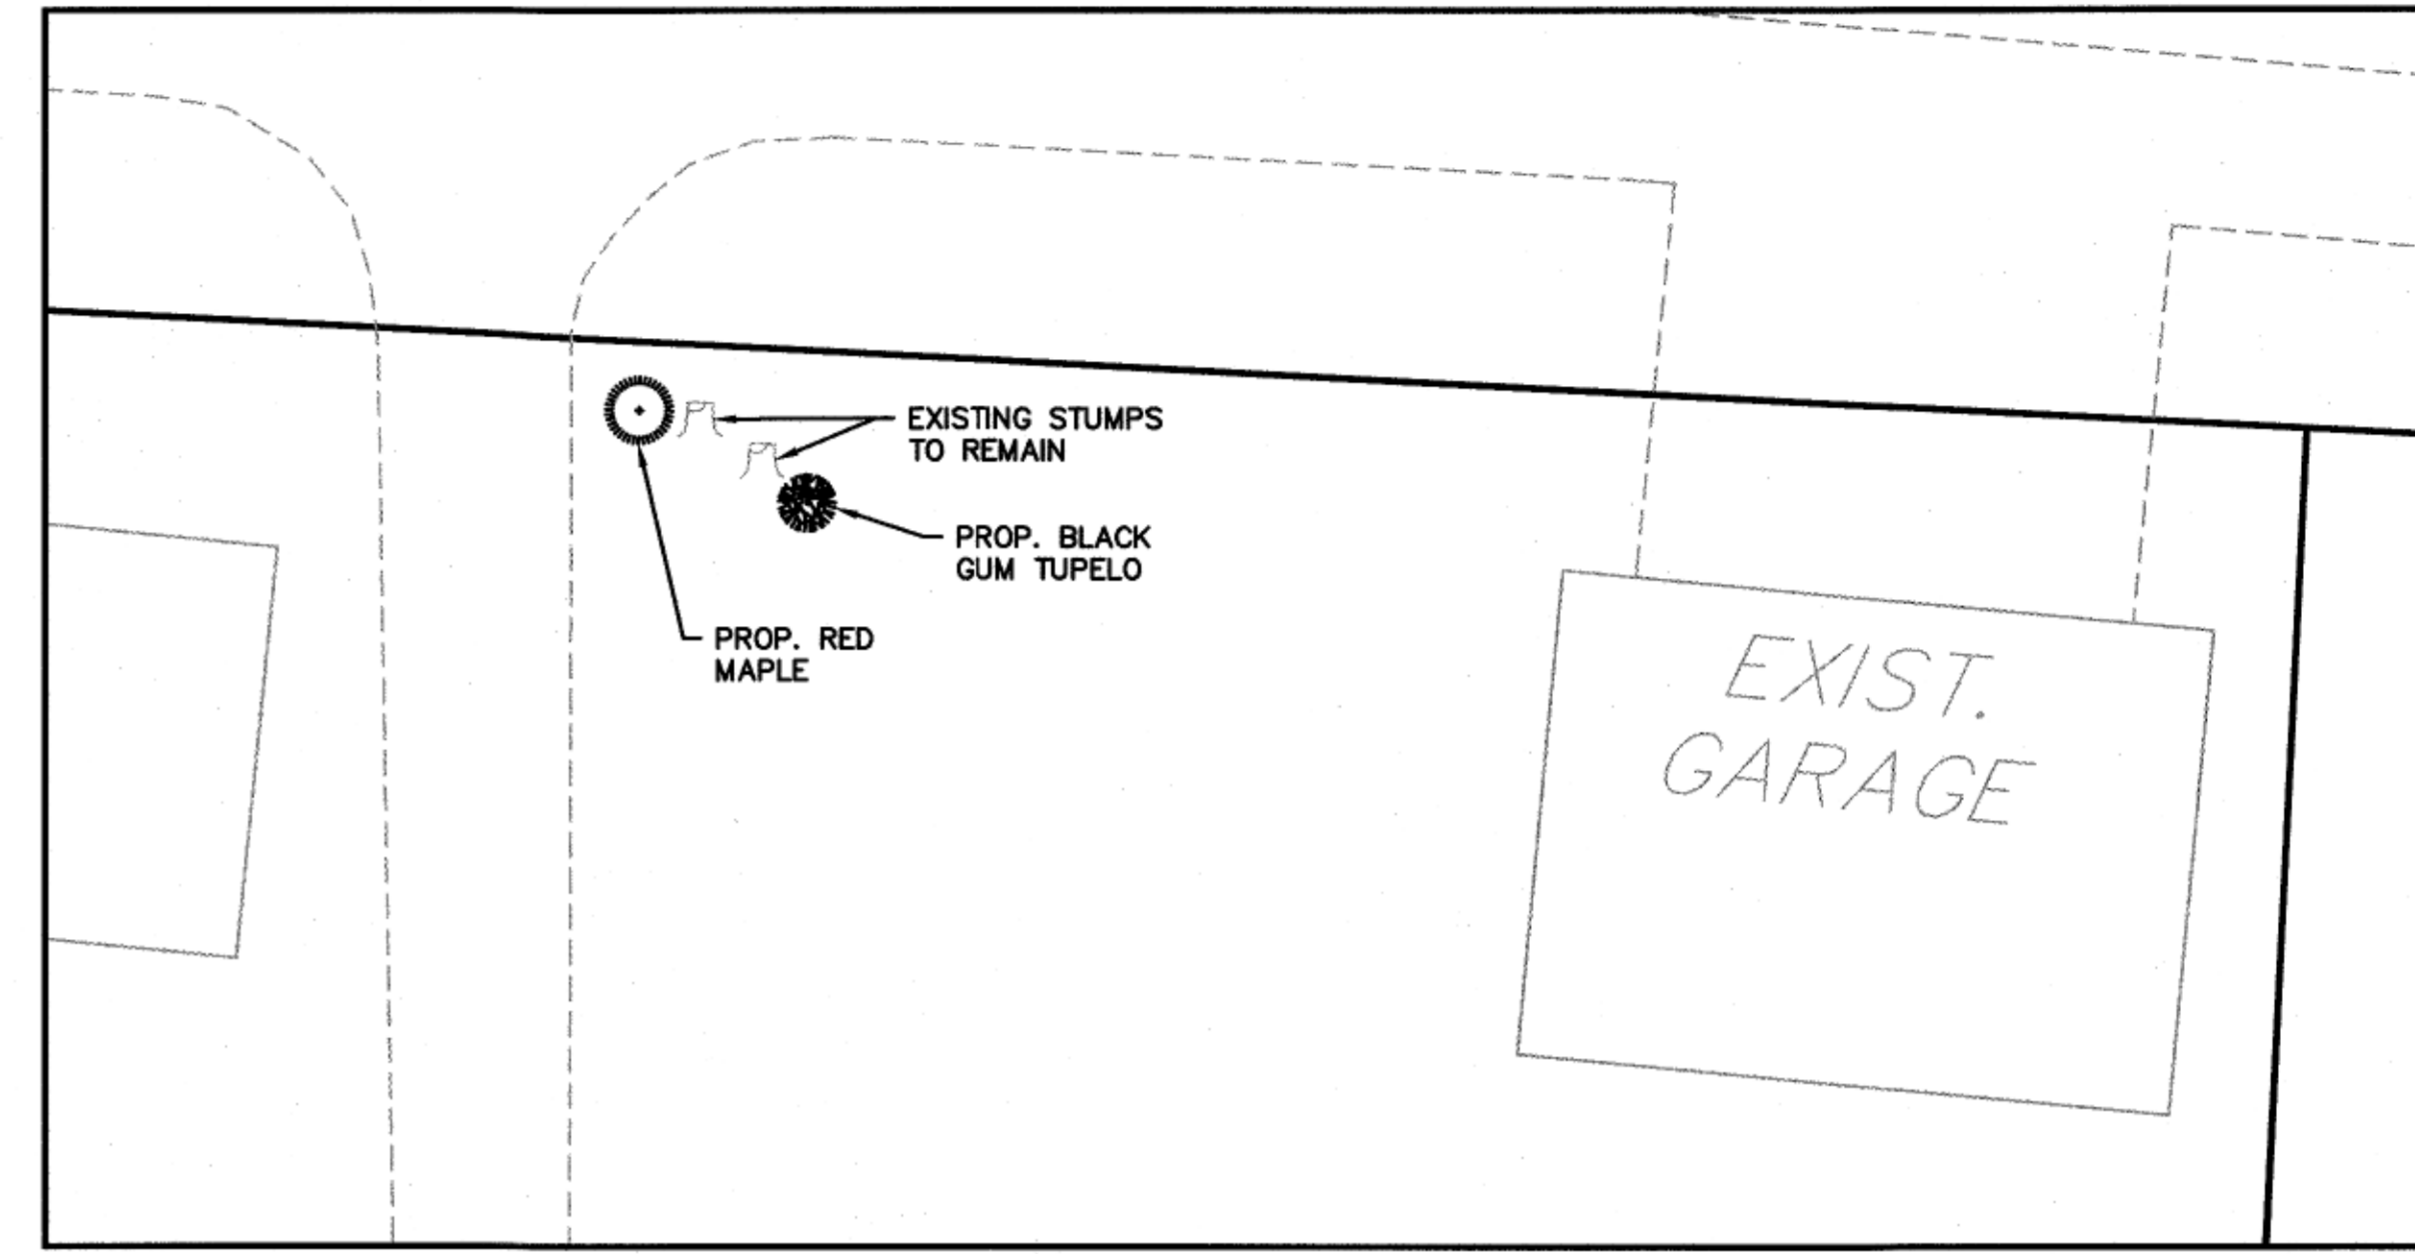 EXISTING STUMPS
TO REMAIN
PROP. BLACK
GUM TUPELO
PROP. RED
MAPLE
EXIST.
GARAGE